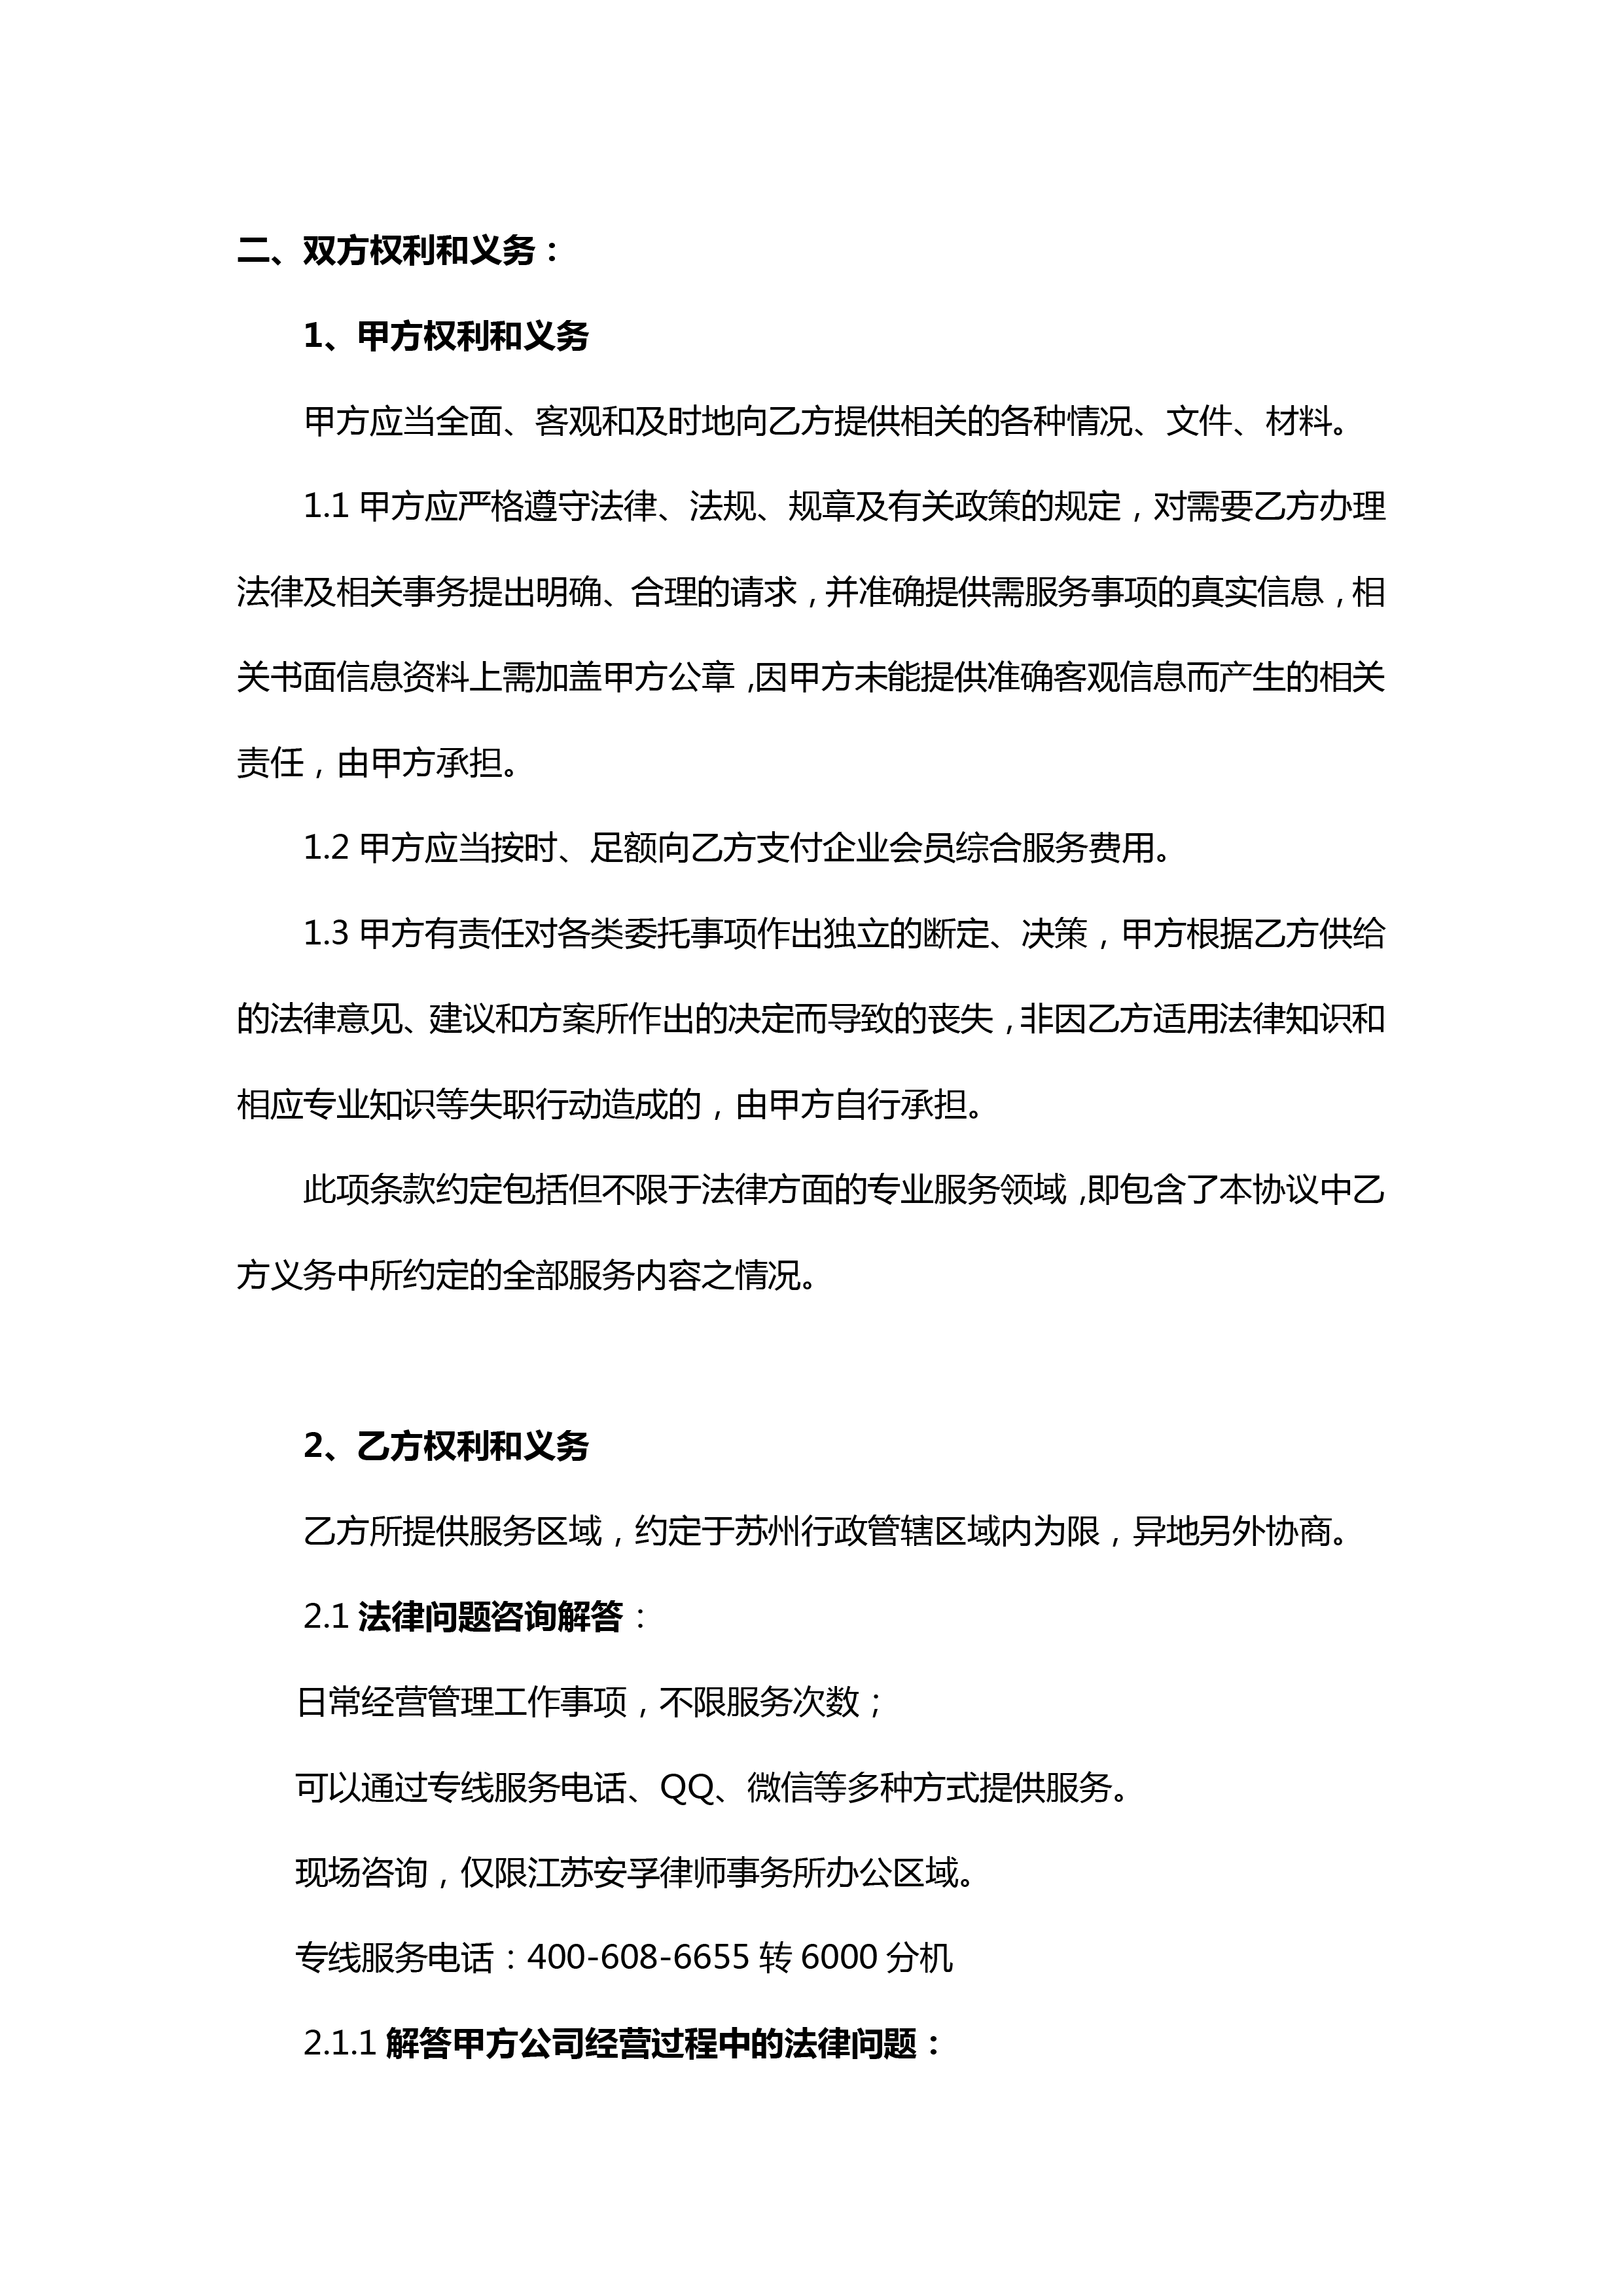 二、双方权利和义务：
1、甲方权利和义务
甲方应当全面、客观和及时地向乙方提供相关的各种情况、文件、材料。
1.1 甲方应严格遵守法律、法规、规章及有关政策的规定，对需要乙方办理
法律及相关事务提出明确、合理的请求，并准确提供需服务事项的真实信息，相
关书面信息资料上需加盖甲方公章，因甲方未能提供准确客观信息而产生的相关
责任，由甲方承担。
1.2 甲方应当按时、足额向乙方支付企业会员综合服务费用。
1.3 甲方有责任对各类委托事项作出独立的断定、决策，甲方根据乙方供给
的法律意见、建议和方案所作出的决定而导致的丧失，非因乙方适用法律知识和
相应专业知识等失职行动造成的，由甲方自行承担。
此项条款约定包括但不限于法律方面的专业服务领域，即包含了本协议中乙
方义务中所约定的全部服务内容之情况。
2、乙方权利和义务
乙方所提供服务区域，约定于苏州行政管辖区域内为限，异地另外协商。
2.1 法律问题咨询解答：
日常经营管理工作事项，不限服务次数；
可以通过专线服务电话、QQ、微信等多种方式提供服务。
现场咨询，仅限江苏安孚律师事务所办公区域。
专线服务电话：400-608-6655 转 6000 分机
2.1.1 解答甲方公司经营过程中的法律问题：